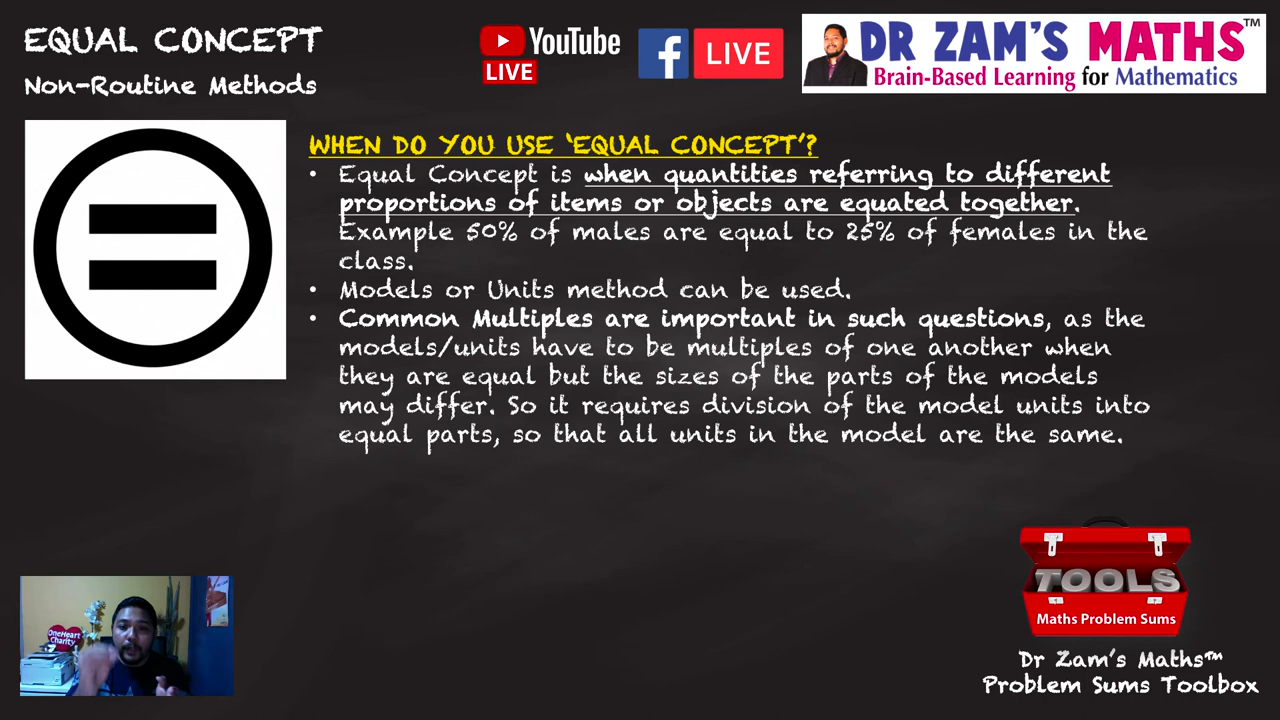 EQUAL CONCEPT
Non-Routine Methods
YouTube
LIVE
f LIVE
DR ZAM'S MATHS™
Brain-Based Learning for Mathematics
WHEN DO YOU USE 'EQUAL CONCEPT'?
• Equal Concept is when quantities referring to different
proportions of items or objects are equated together.
Example 50% of males are equal to 25% of females in the
class.
• Models or Units method can be used.
• Common Multiples are important in such questions, as the
models/units have to be multiples of one another when
they are equal but the sizes of the parts of the models
may differ. So it requires division of the model units into
equal parts, so that all units in the model are the same.
OneHeart
Charity
TOOLS
Maths Problem Sums
Dr Zam's Maths™
Problem Sums Toolbox